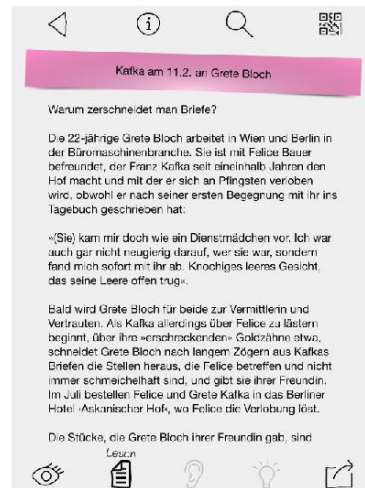 Kafka am 11.2. an Grete Bloch
Warum zerschneidet man Briefe?
Die 22-jährige Grete Bloch arbeitet in Wien und Berlin in
der Büromaschinenbranche. Sie ist mit Felice Bauer
befreundet, der Franz Kafka seit eineinhalb Jahren den
Hof macht und mit der er sich an Pfingsten verloben
wird, obwohl er nach seiner ersten Begegnung mit ihr ins
Tagebuch geschrieben hat:
«(Sie) kam mir doch wie ein Dienstmädchen vor. Ich war
auch gar nicht neugierig darauf, wer sie war, sondern
fand mich sofort mit ihr ab. Knochiges leeres Gesicht,
das seine Leere offen trug».
Bald wird Grete Bloch für beide zur Vermittlerin und
Vertrauten. Als Kafka allerdings über Felice zu lästern
beginnt, über ihre »erschreckenden» Goldzähne etwa,
schneidet Grete Bloch nach langem Zögern aus Kafkas
Briefen die Stellen heraus, die Felice betreffen und nicht
immer schmeichelhaft sind, und gibt sie ihrer Freundin.
Im Juli bestellen Felice und Grete Kafka in das Berliner
Hotel ‹Askanischer Hof›, wo Felice die Verlobung löst.
Die Stücke, die Grete Bloch ihrer Freundin gab, sind
Lesen